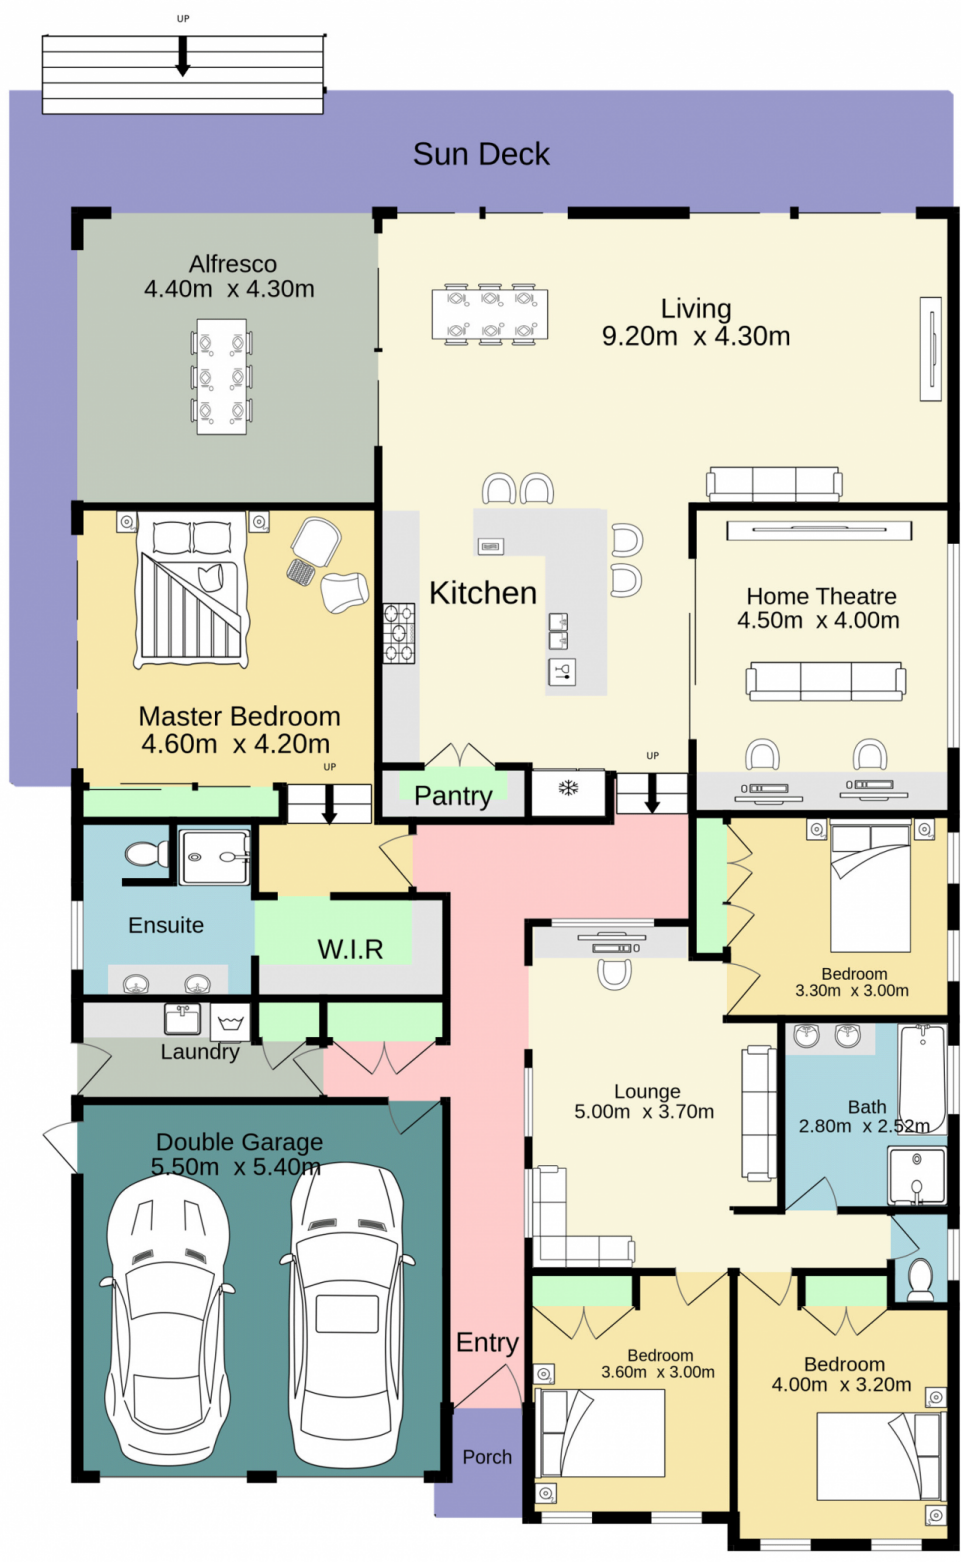 UP
Sun Deck
Alfresco
4.40m x 4.30m
Living
9.20m x 4.30m
Kitchen
Home Theatre
4.50m x 4.00m
Master Bedroom
4.60m x 4.20m
UP
UP
Pantry
Ensuite
W.I.R
Bedroom
3.30m x 3.00m
Laundry
Lounge
5.00m x 3.70m
Bath
2.80m x 2.52m
Double Garage
5.50m x 5.40m
Entry
Bedroom
3.60m x 3.00m
Bedroom
4.00m x 3.20m
Porch